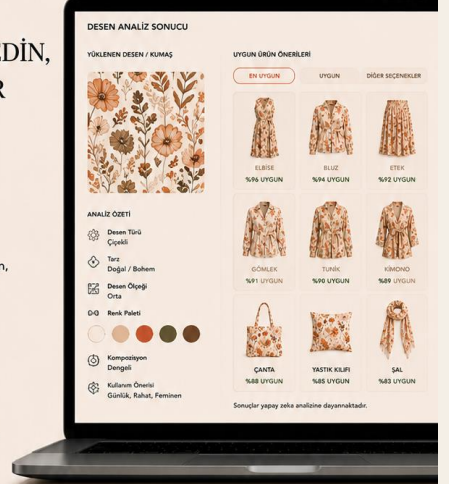 EDİN,
R
n,
DESEN ANALİZ SONUCU
YÜKLENEN DESEN / KUMAŞ
ANALİZ ÖZETİ
Desen Türü
Çiçekli
Tarz
Doğal / Bohem
Desen Ölçeği
Orta
Renk Paleti
Kompozisyon
Dengeli
Kullanım Önerisi
Günlük, Rahat, Feminen
UYGUN ÜRÜN ÖNERİLERİ
EN UYGUN UYGUN DİĞER SEÇENEKLER
ELBİSE BLUZ ETEK
%96 UYGUN %94 UYGUN %92 UYGUN
GÖMLEK TUNİK KİMONO
%91 UYGUN %90 UYGUN %89 UYGUN
ÇANTA YASTIK KILIFI ŞAL
%88 UYGUN %85 UYGUN %83 UYGUN
Sonuçlar yapay zeka analizine dayanmaktadır.